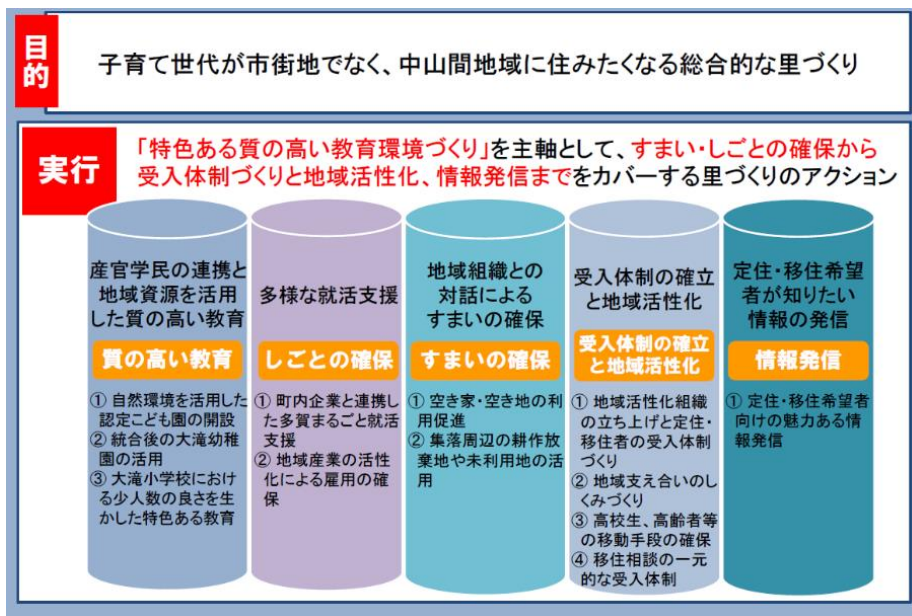 目的
子育て世代が市街地でなく、中山間地域に住みたくなる総合的な里づくり
実行
「特色ある質の高い教育環境づくり」を主軸として、すまい・しごとの確保から
受入体制づくりと地域活性化、情報発信までをカバーする里づくりのアクション
産官学民の連携と
地域資源を活用
した質の高い教育
質の高い教育
① 自然環境を活用した
認定こども園の開設
② 統合後の大滝幼稚
園の活用
③ 大滝小学校におけ
る少人数の良さを生
かした特色ある教育
多様な就活支援
しごとの確保
① 町内企業と連携し
た多賀まるごと就活
支援
② 地域産業の活性
化による雇用の確
保
地域組織との
対話による
すまいの確保
すまいの確保
① 空き家・空き地の利
用促進
② 集落周辺の耕作放
棄地や未利用地の活
用
受入体制の確立
と地域活性化
受入体制の確立
と地域活性化
① 地域活性化組織
の立ち上げと定住・
移住者の受入体制
づくり
② 地域支え合いのし
くみづくり
③ 高校生、高齢者等
の移動手段の確保
④ 移住相談の一元
的な受入体制
定住・移住希望
者が知りたい
情報の発信
情報発信
① 定住・移住希望者
向けの魅力ある情
報発信